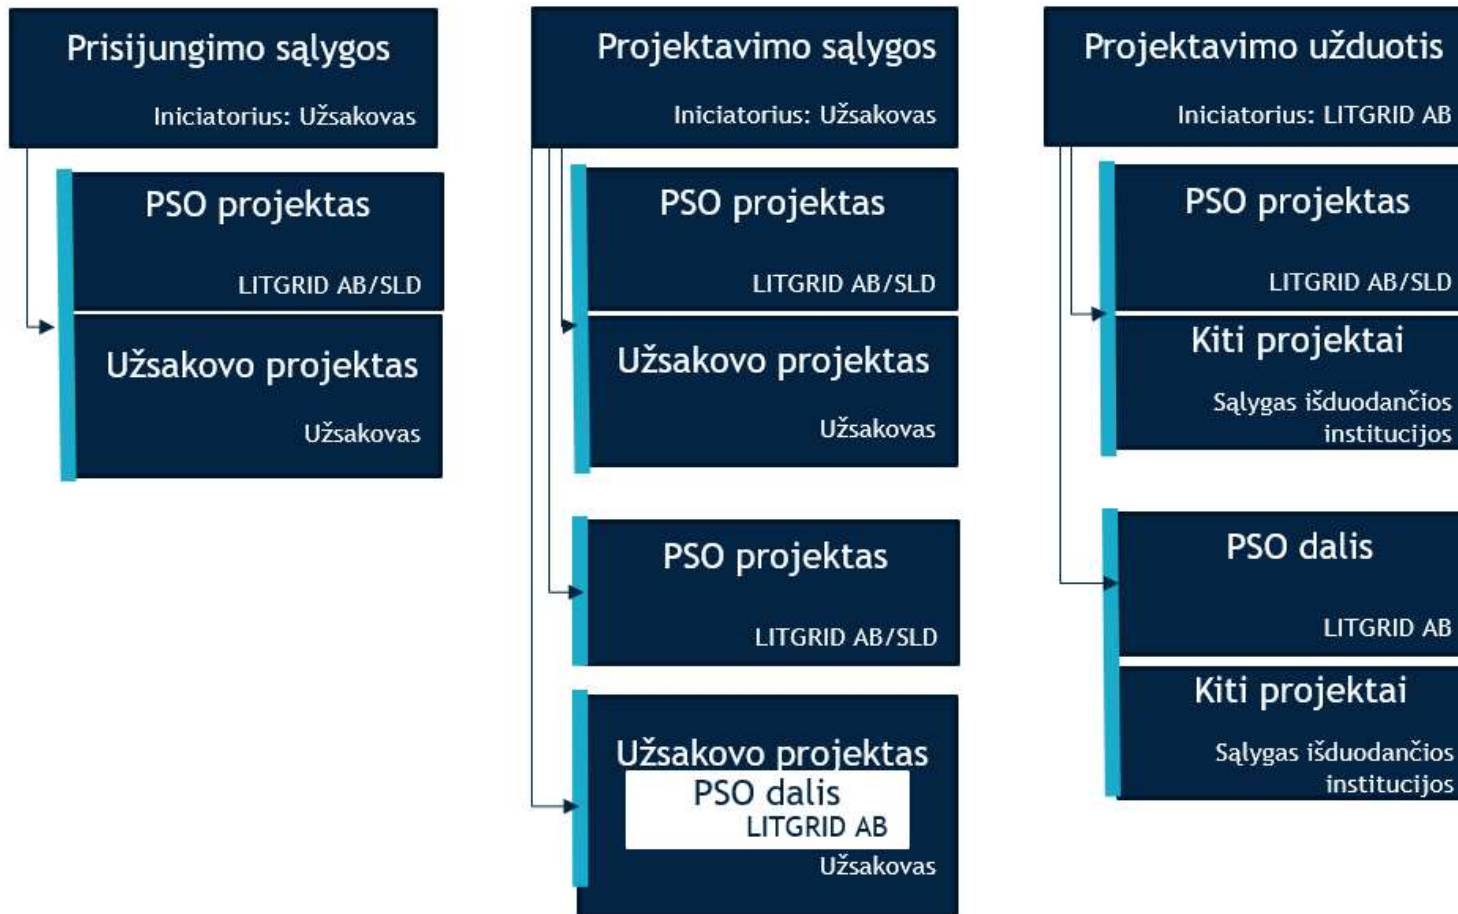 Prisijungimo sąlygos
Iniciatorius: Užsakovas
PSO projektas
LITGRID AB/SLD
Užsakovo projektas
Užsakovas
Projektavimo sąlygos
Iniciatorius: Užsakovas
PSO projektas
LITGRID AB/SLD
Užsakovo projektas
Užsakovas
PSO projektas
LITGRID AB/SLD
Užsakovo projektas
PSO dalis
LITGRID AB
Užsakovas
Projektavimo užduotis
Iniciatorius: LITGRID AB
PSO projektas
LITGRID AB/SLD
Kiti projektai
Sąlygas išduodančios
institucijos
PSO dalis
LITGRID AB
Kiti projektai
Sąlygas išduodančios
institucijos